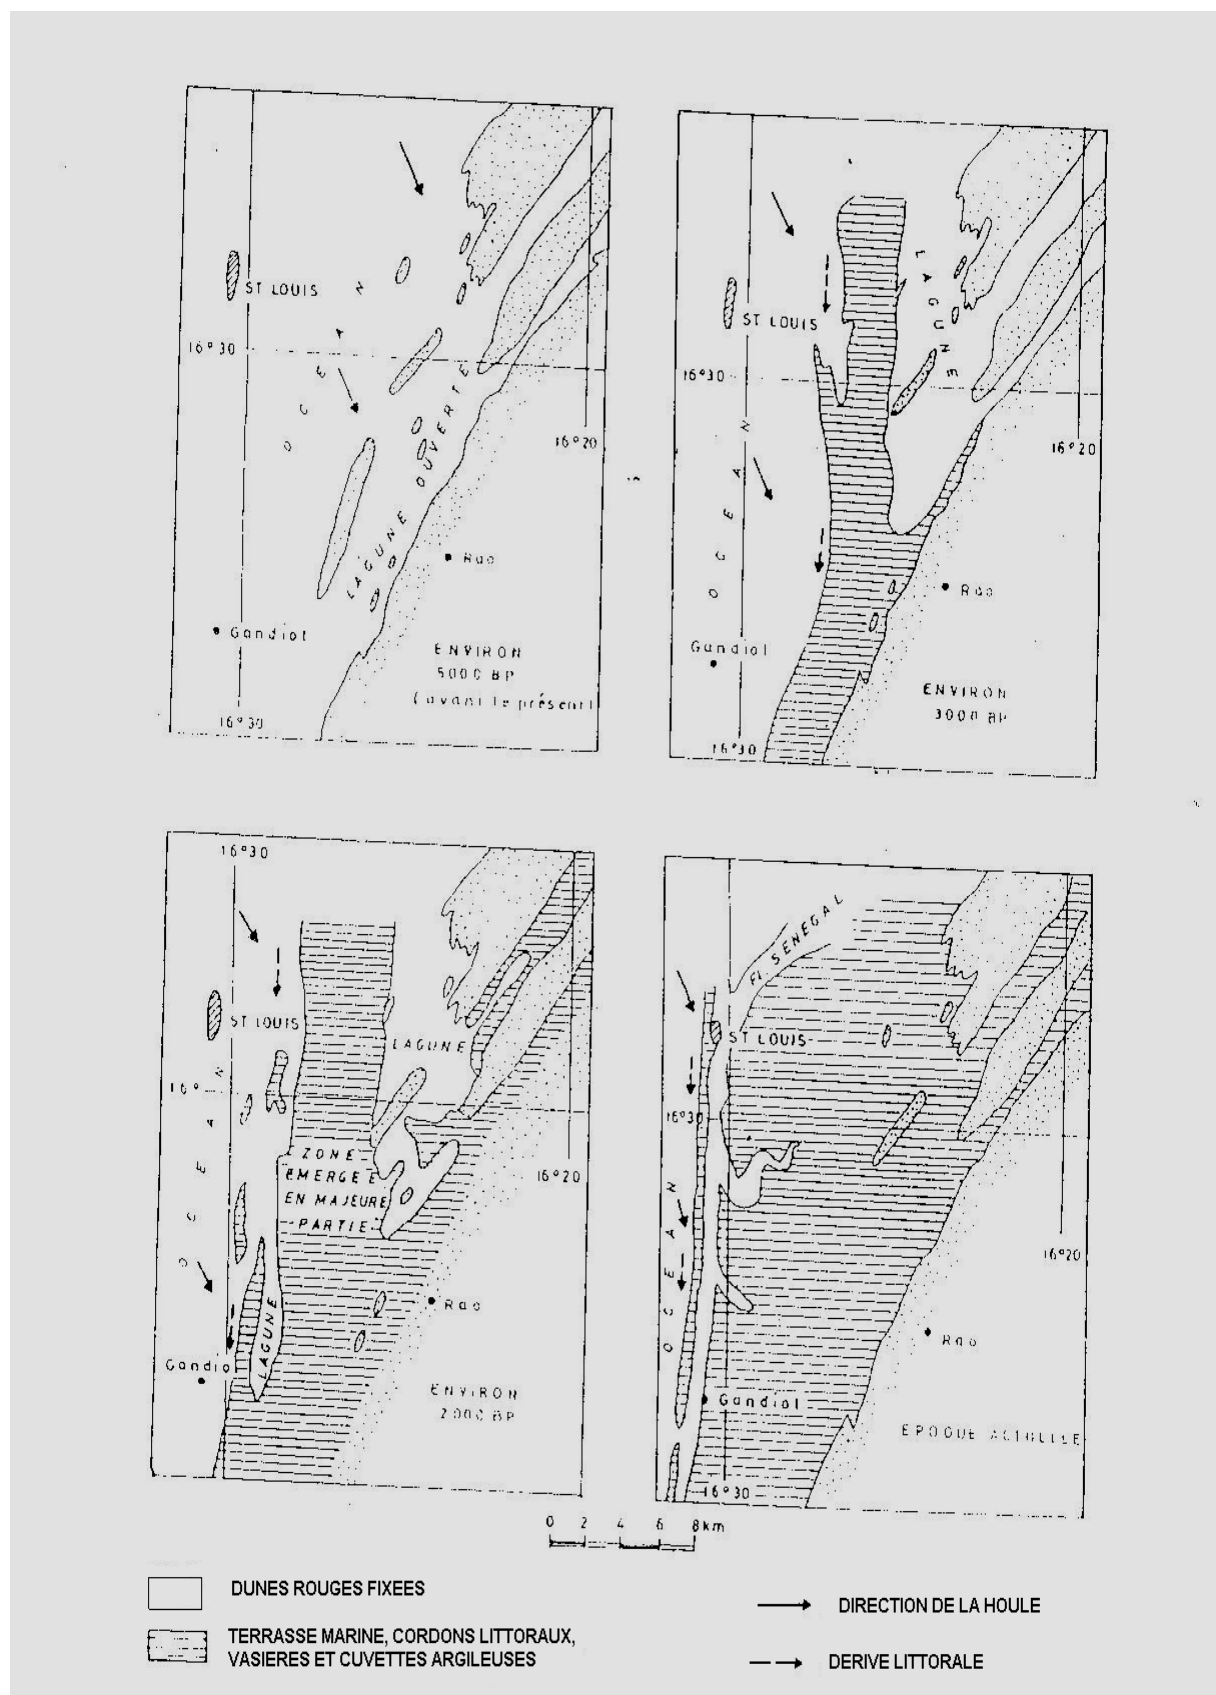 ST LOUIS
OCEAN
16°30
LAGUNE OUVERTE
16°20
Rao
Gandiol
ENVIRON
5000 BP
(avant le présent)
16°30
LAGUNE
ST LOUIS
16°30
OCEAN
16°20
Rao
Gandiol
ENVIRON
3000 BP
16°30
16°30
ST LOUIS
LAGUNE
16°
OCEAN
ZONE
EMERGEE
EN MAJEURE
PARTIE
16°20
LAGUNE
Rao
Gandiol
ENVIRON
2000 BP
Fl. SENEGAL
ST LOUIS
16°30
OCEAN
16°20
Rao
Gandiol
EPOQUE ACTUELLE
16°30
0 2 4 6 8km
DUNES ROUGES FIXEES
DIRECTION DE LA HOULE
TERRASSE MARINE, CORDONS LITTORAUX,
VASIERES ET CUVETTES ARGILEUSES
DERIVE LITTORALE